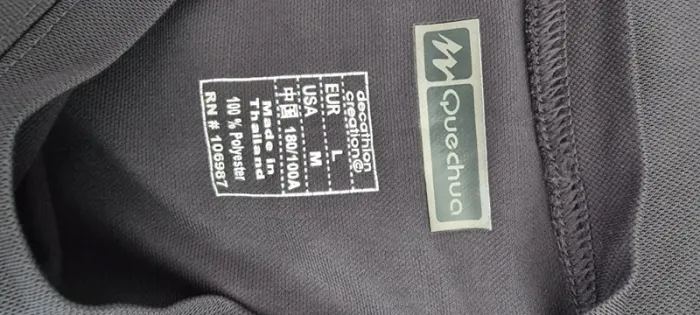 Quechua
decathlon
creation®
EUR L
USA M
中国 180/100A
Made in
Thailand
100 % Polyester
RN # 106987